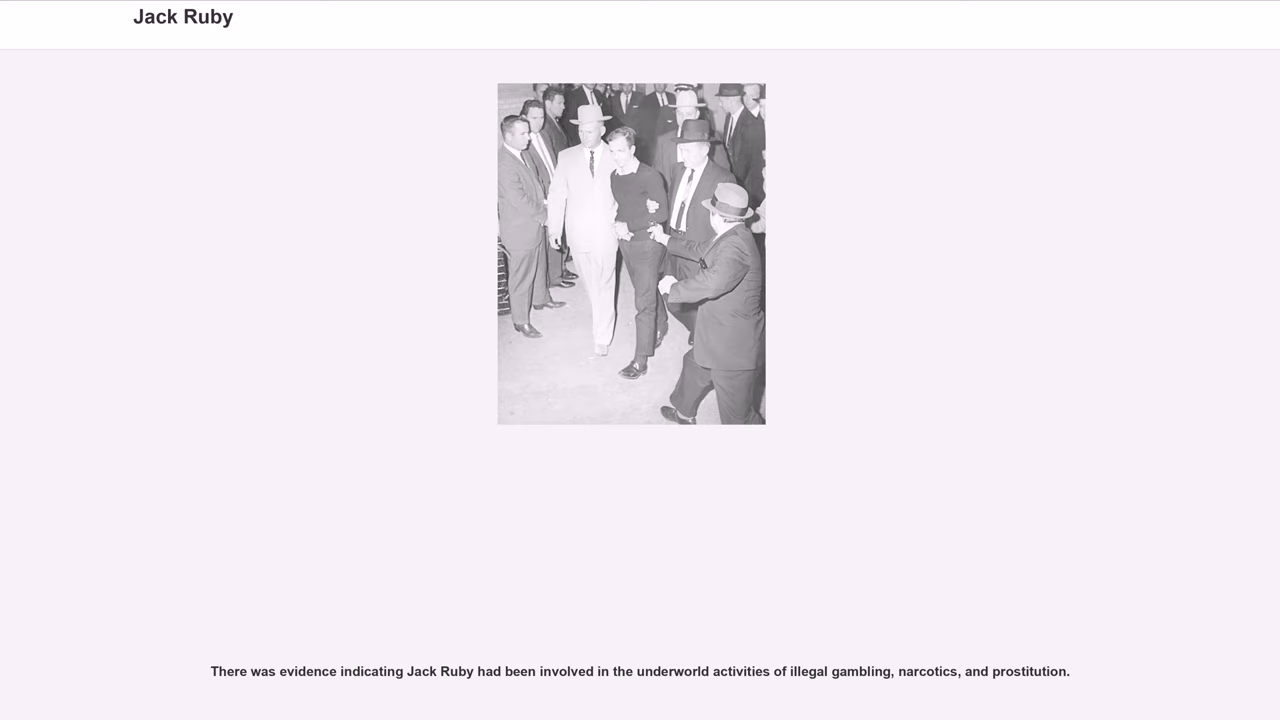 Jack Ruby
There was evidence indicating Jack Ruby had been involved in the underworld activities of illegal gambling, narcotics, and prostitution.